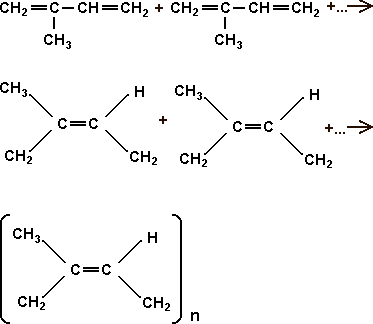 CH₂=C—CH=CH₂ + CH₂=C—CH=CH₂ +...→
CH₃ CH₃
CH₃ H CH₃ H
C=C + C=C +...→
CH₂ CH₂ CH₂ CH₂
CH₃ H
C=C
CH₂ CH₂
n